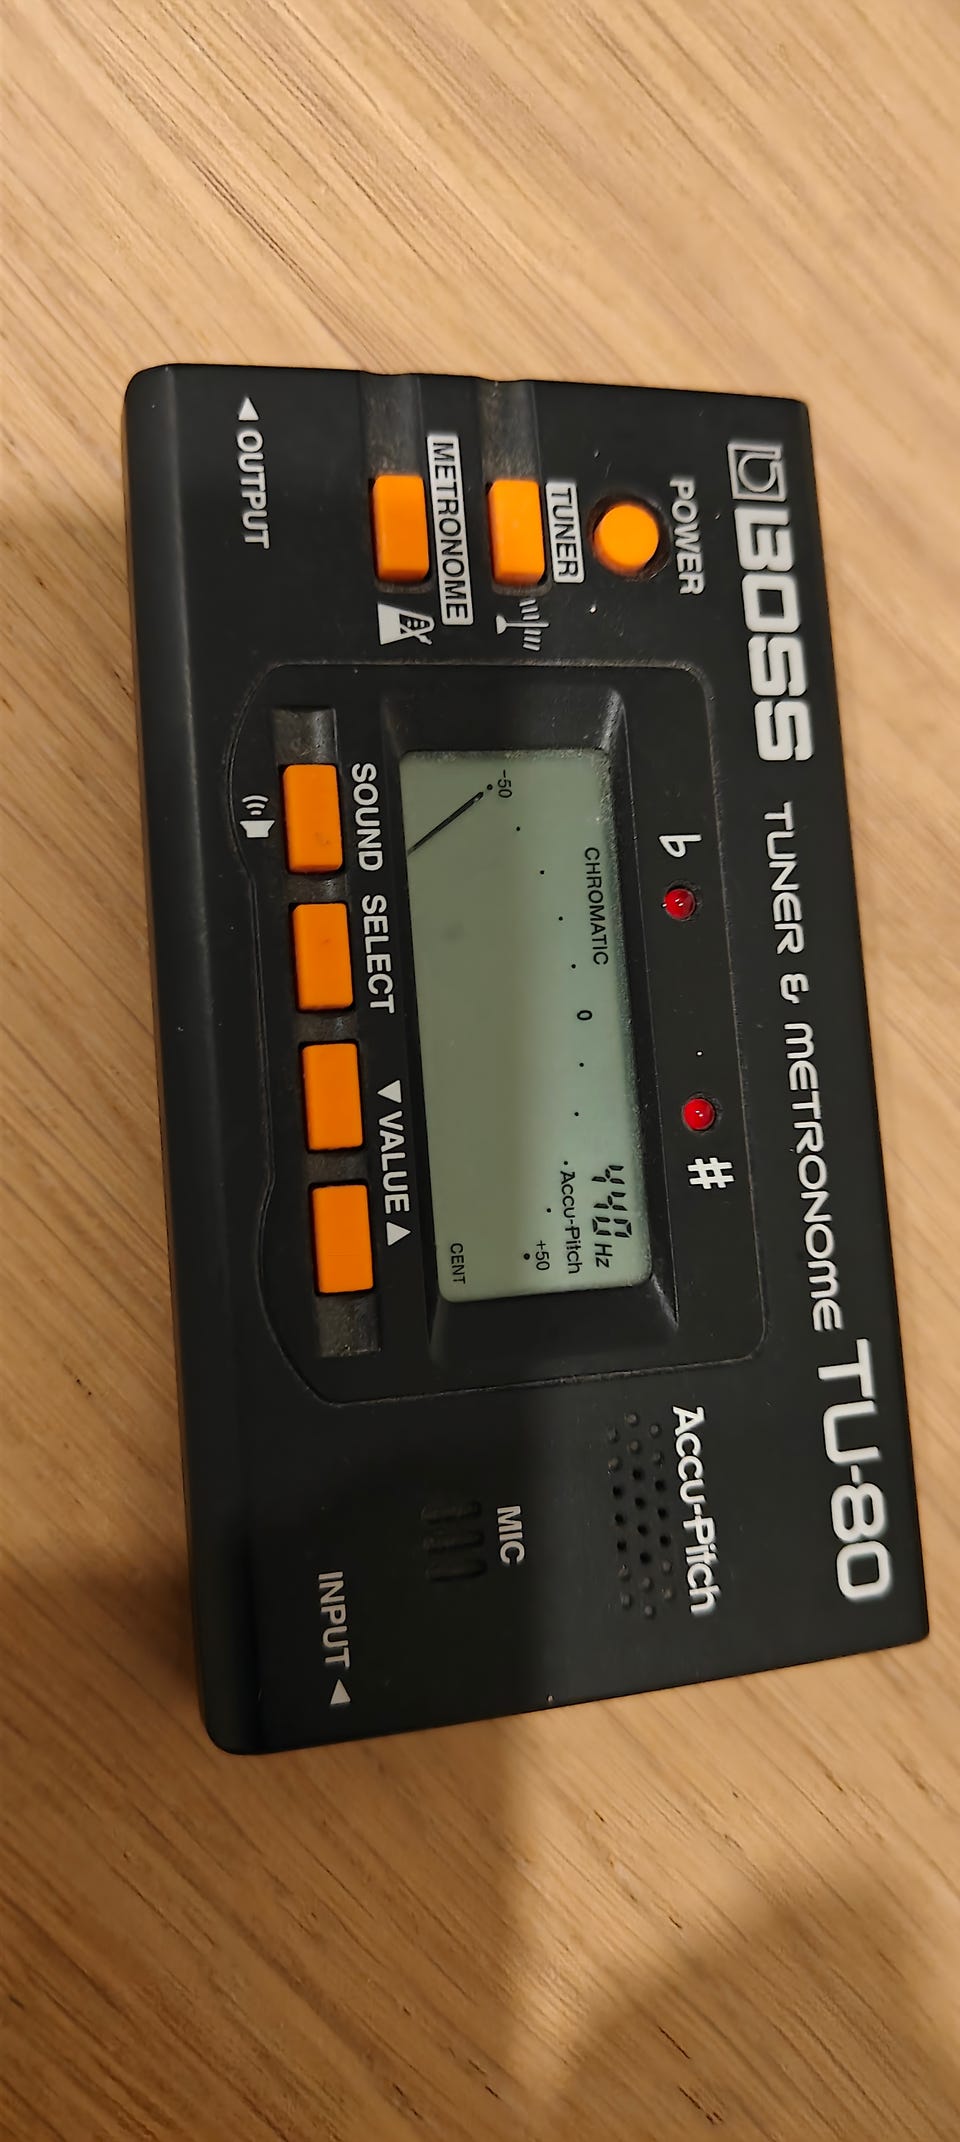 BOSS TUNER & METRONOME TU-80
POWER
♭
#
Accu-Pitch
TUNER
METRONOME
CHROMATIC
440 Hz
Accu-Pitch
-50
0
+50
CENT
MIC
SOUND SELECT ▼ VALUE ▲
◀ OUTPUT
INPUT ◀